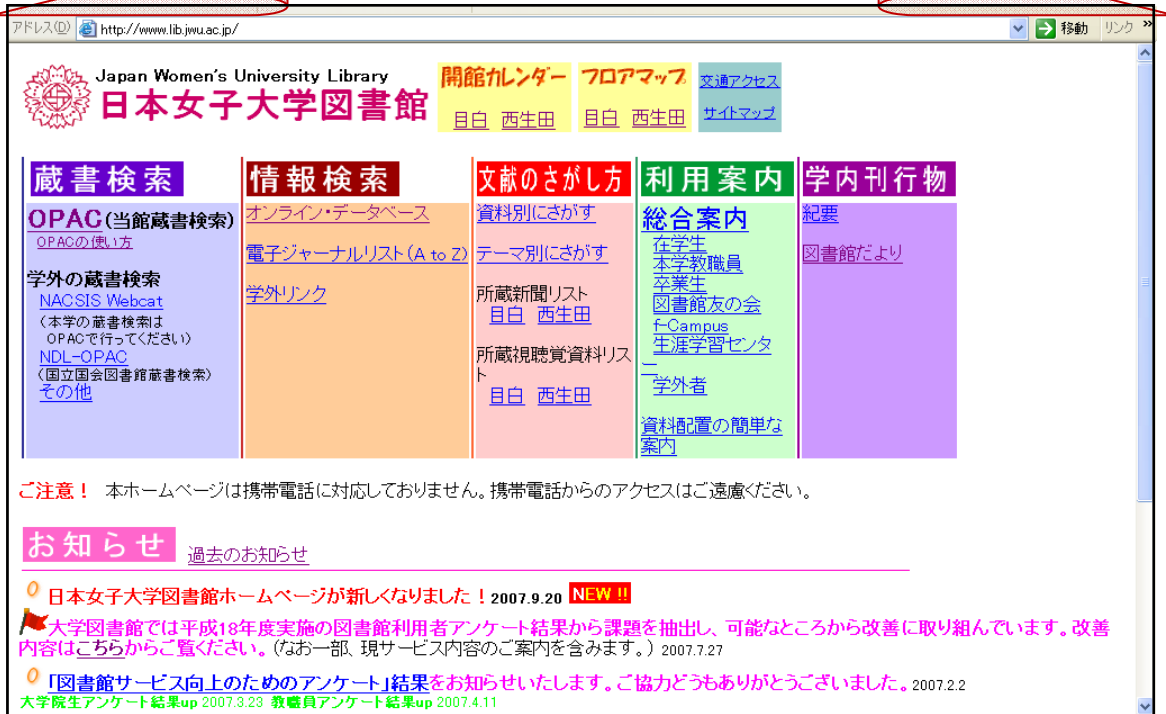 アドレス(D) http://www.lib.jwu.ac.jp/ 移動 リンク »
Japan Women's University Library
日本女子大学図書館
開館カレンダー
目白 西生田
フロアマップ
目白 西生田
交通アクセス
サイトマップ
蔵書検索
OPAC(当館蔵書検索)
OPACの使い方
学外の蔵書検索
NACSIS Webcat
(本学の蔵書検索は
OPACで行ってください)
NDL-OPAC
(国立国会図書館蔵書検索)
その他
情報検索
オンライン・データベース
電子ジャーナルリスト(A to Z)
学外リンク
文献のさがし方
資料別にさがす
テーマ別にさがす
所蔵新聞リスト
目白 西生田
所蔵視聴覚資料リス
ト
目白 西生田
利用案内
総合案内
在学生
本学教職員
卒業生
図書館友の会
f-Campus
生涯学習センタ
ー
学外者
資料配置の簡単な
案内
学内刊行物
紀要
図書館だより
ご注意! 本ホームページは携帯電話に対応しておりません。携帯電話からのアクセスはご遠慮ください。
お知らせ 過去のお知らせ
日本女子大学図書館ホームページが新しくなりました!2007.9.20 NEW !!
大学図書館では平成18年度実施の図書館利用者アンケート結果から課題を抽出し、可能なところから改善に取り組んでいます。改善
内容はこちらからご覧ください。(なお一部、現サービス内容のご案内を含みます。) 2007.7.27
「図書館サービス向上のためのアンケート」結果をお知らせいたします。ご協力どうもありがとうございました。2007.2.2
大学院生アンケート結果up 2007.3.23 教職員アンケート結果up 2007.4.11